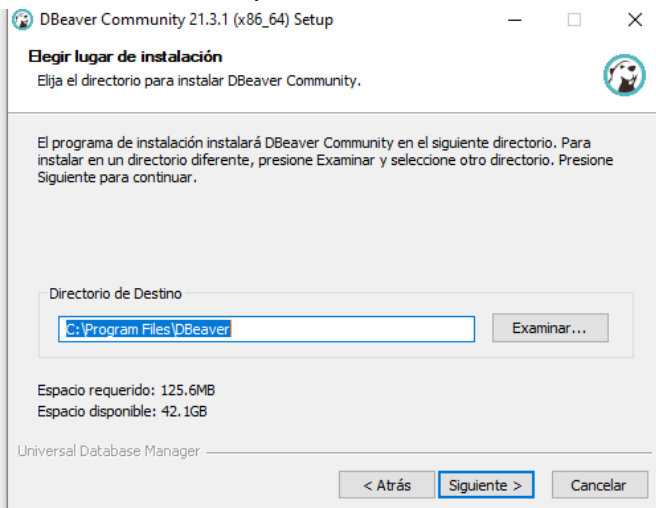 DBeaver Community 21.3.1 (x86_64) Setup
Elegir lugar de instalación
Elija el directorio para instalar DBeaver Community.
El programa de instalación instalará DBeaver Community en el siguiente directorio. Para
instalar en un directorio diferente, presione Examinar y seleccione otro directorio. Presione
Siguiente para continuar.
Directorio de Destino
C:\Program Files\DBeaver
Examinar...
Espacio requerido: 125.6MB
Espacio disponible: 42.1GB
Universal Database Manager
< Atrás
Siguiente >
Cancelar